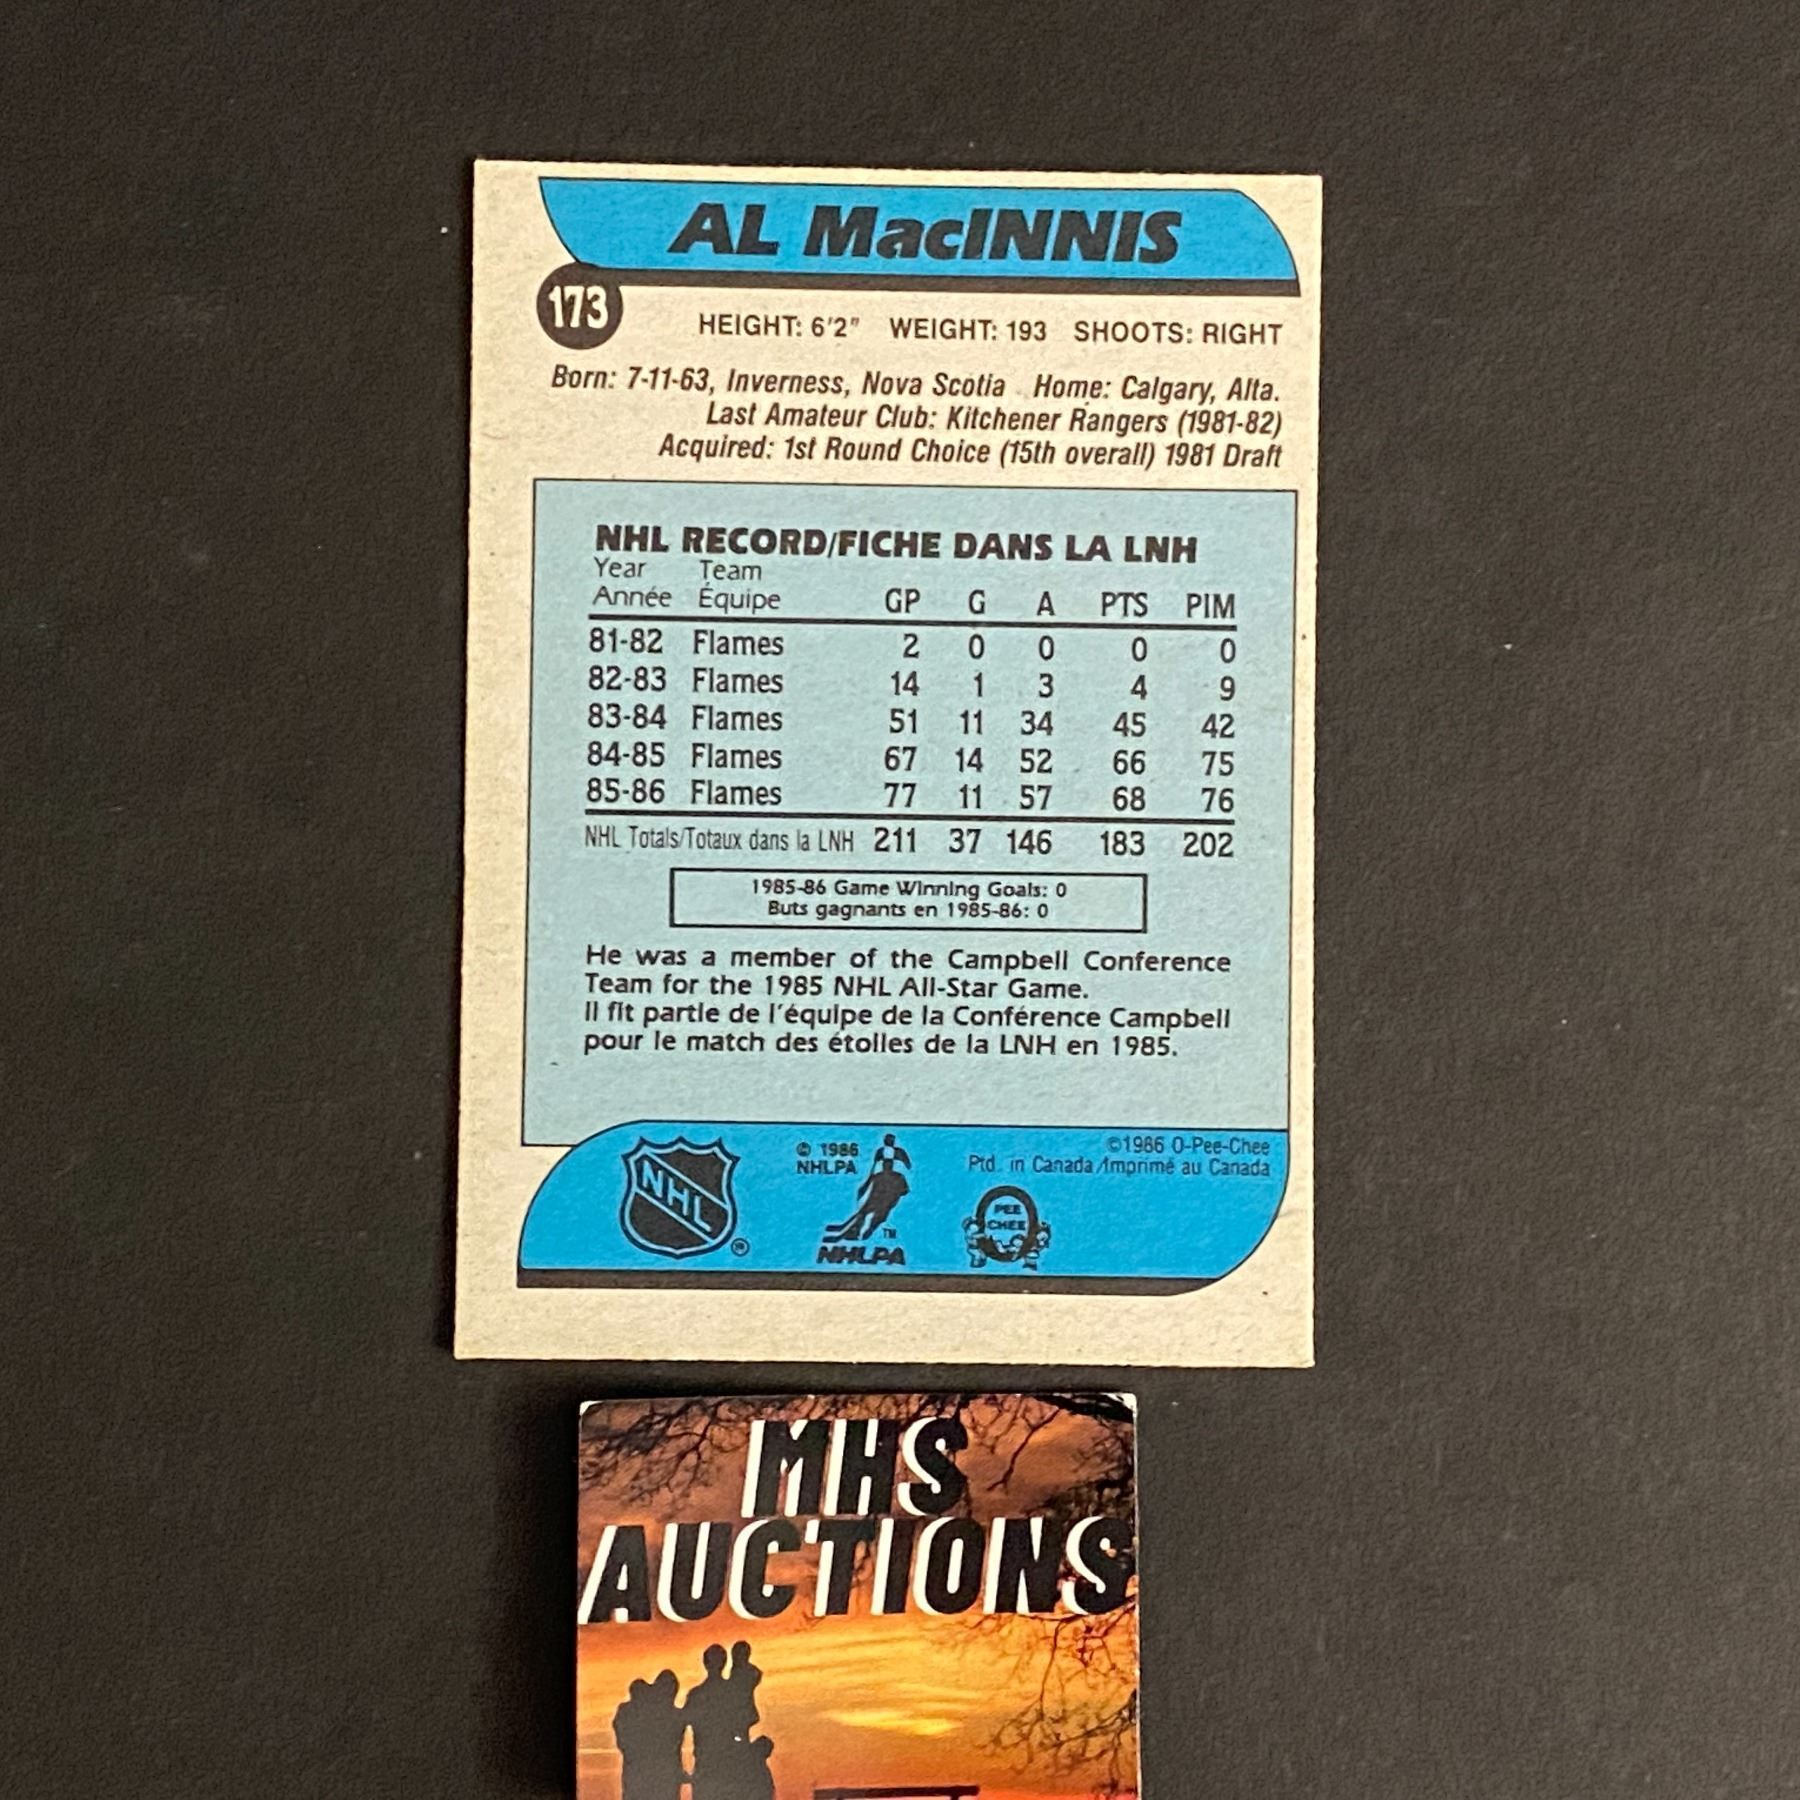 AL MacINNIS
173
HEIGHT: 6'2" WEIGHT: 193 SHOOTS: RIGHT
Born: 7-11-63, Inverness, Nova Scotia Home: Calgary, Alta.
Last Amateur Club: Kitchener Rangers (1981-82)
Acquired: 1st Round Choice (15th overall) 1981 Draft
NHL RECORD/FICHE DANS LA LNH
Year Team
Année Équipe GP G A PTS PIM
81-82 Flames 2 0 0 0 0
82-83 Flames 14 1 3 4 9
83-84 Flames 51 11 34 45 42
84-85 Flames 67 14 52 66 75
85-86 Flames 77 11 57 68 76
NHL Totals/Totaux dans la LNH 211 37 146 183 202
1985-86 Game Winning Goals: 0
Buts gagnants en 1985-86: 0
He was a member of the Campbell Conference
Team for the 1985 NHL All-Star Game.
Il fit partie de l'équipe de la Conférence Campbell
pour le match des étoiles de la LNH en 1985.
NHL
®
© 1986
NHLPA
TM
NHLPA
©1986 O-Pee-Chee
Ptd. in Canada/Imprimé au Canada
PEE
CHEE
MHS
AUCTIONS